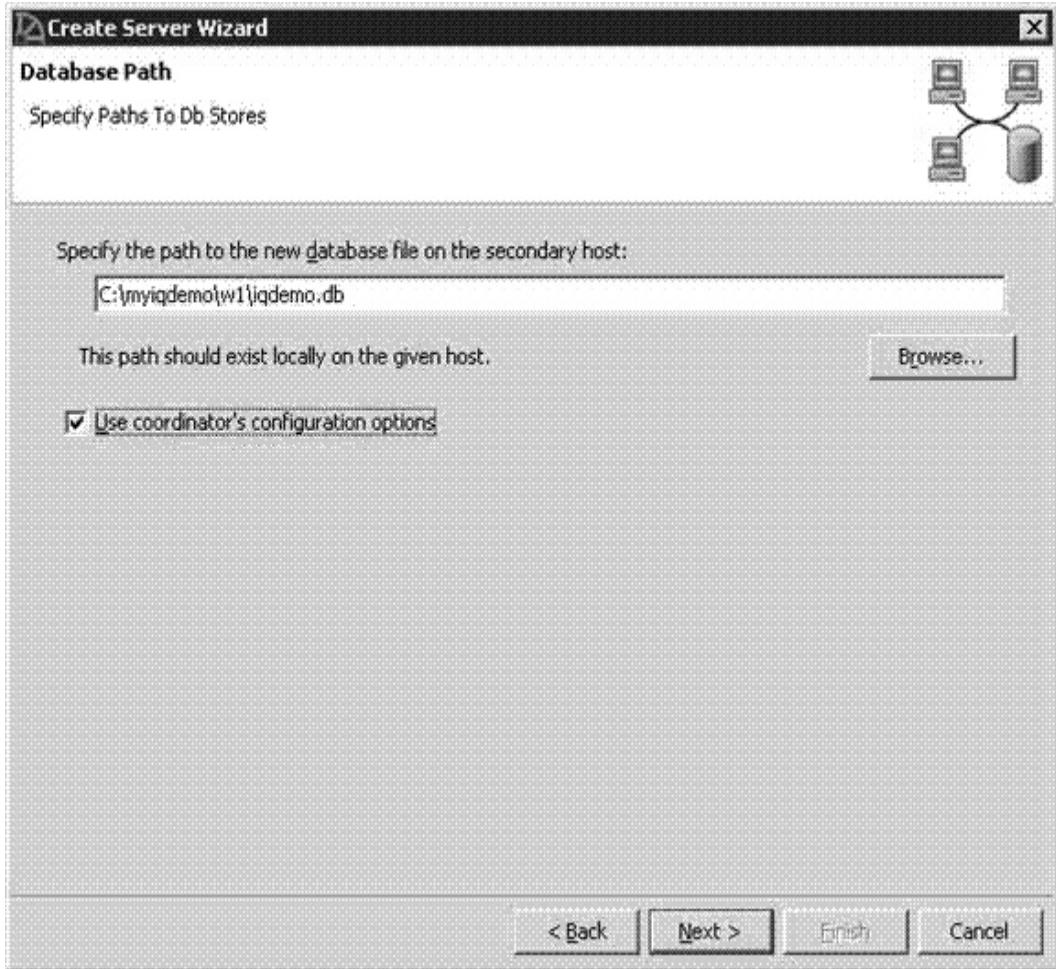 Create Server Wizard
Database Path
Specify Paths To Db Stores
Specify the path to the new database file on the secondary host:
C:\myiqdemo\w1\iqdemo.db
This path should exist locally on the given host.
Browse...
Use coordinator's configuration options
< Back
Next >
Finish
Cancel